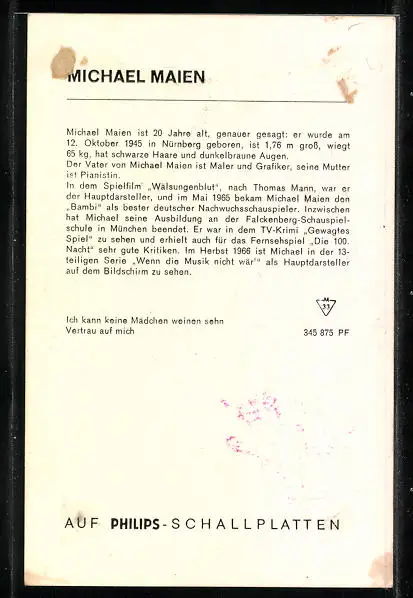 MICHAEL MAIEN
Michael Maien ist 20 Jahre alt, genauer gesagt: er wurde am
12. Oktober 1945 in Nürnberg geboren, ist 1,76 m groß, wiegt
65 kg, hat schwarze Haare und dunkelbraune Augen.
Der Vater von Michael Maien ist Maler und Grafiker, seine Mutter
ist Pianistin.
In dem Spielfilm „Wälsungenblut", nach Thomas Mann, war er
der Hauptdarsteller, und im Mai 1965 bekam Michael Maien den
„Bambi" als bester deutscher Nachwuchsschauspieler. Inzwischen
hat Michael seine Ausbildung an der Falckenberg-Schauspiel-
schule in München beendet. Er war in dem TV-Krimi „Gewagtes
Spiel" zu sehen und erhielt auch für das Fernsehspiel „Die 100.
Nacht" sehr gute Kritiken. Im Herbst 1966 ist Michael in der 13-
teiligen Serie „Wenn die Musik nicht wär'" als Hauptdarsteller
auf dem Bildschirm zu sehen.
M
33
Ich kann keine Mädchen weinen sehn
Vertrau auf mich 345 875 PF
AUF PHILIPS-SCHALLPLATTEN